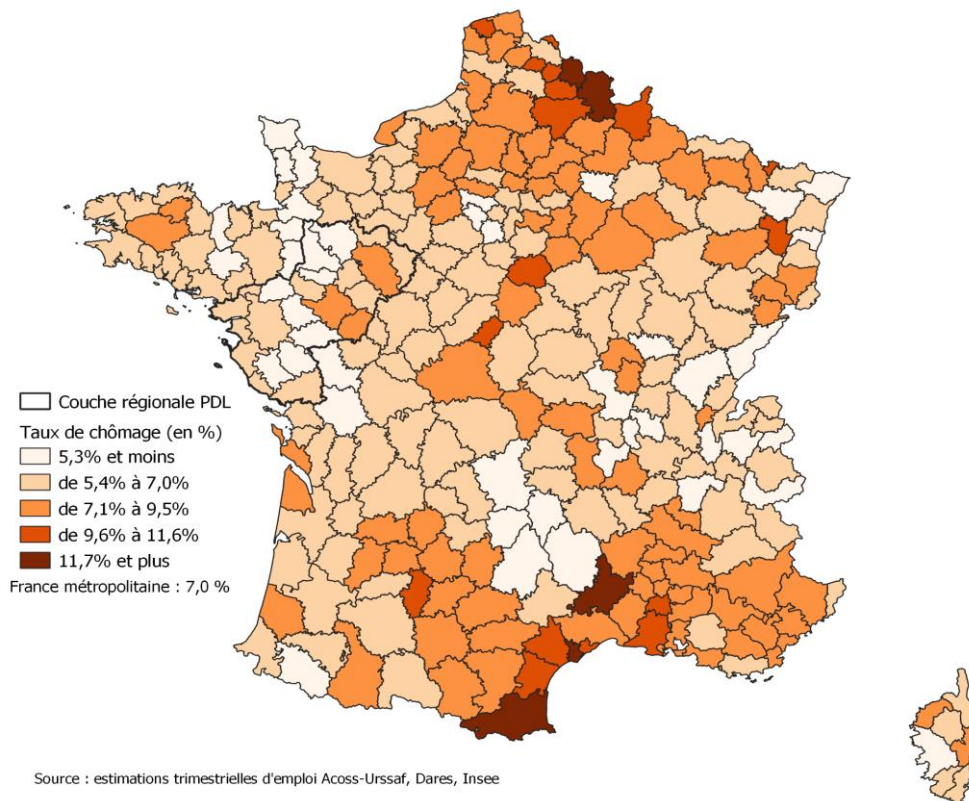 Couche régionale PDL
Taux de chômage (en %)
5,3% et moins
de 5,4% à 7,0%
de 7,1% à 9,5%
de 9,6% à 11,6%
11,7% et plus
France métropolitaine : 7,0 %
Source : estimations trimestrielles d'emploi Acoss-Urssaf, Dares, Insee